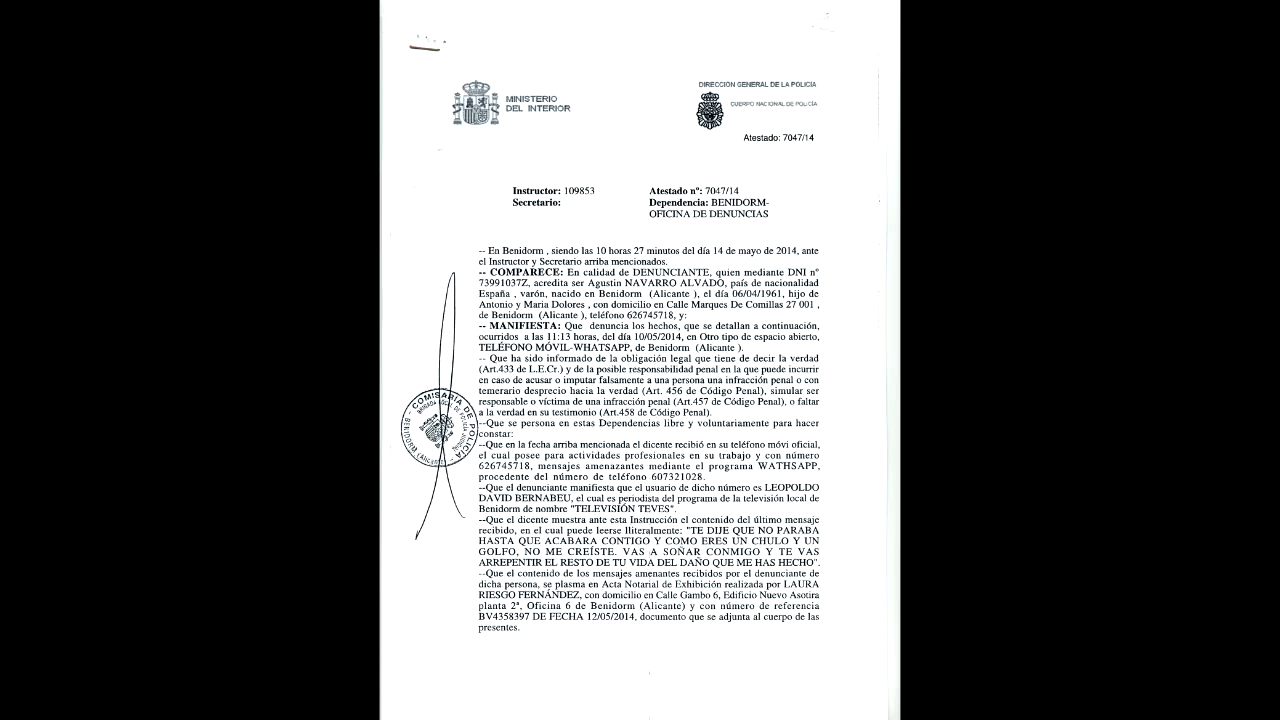 MINISTERIO
DEL INTERIOR
DIRECCIÓN GENERAL DE LA POLICIA
CUERPO NACIONAL DE POLICÍA
Atestado: 7047/14
Instructor: 109853
Secretario:
Atestado nº: 7047/14
Dependencia: BENIDORM-
OFICINA DE DENUNCIAS
-- En Benidorm , siendo las 10 horas 27 minutos del día 14 de mayo de 2014, ante
el Instructor y Secretario arriba mencionados.
-- COMPARECE: En calidad de DENUNCIANTE, quien mediante DNI nº
73991037Z, acredita ser Agustin NAVARRO ALVADO, país de nacionalidad
España , varón, nacido en Benidorm (Alicante ), el día 06/04/1961, hijo de
Antonio y Maria Dolores , con domicilio en Calle Marques De Comillas 27 001 ,
de Benidorm (Alicante ), teléfono 626745718, y:
-- MANIFIESTA: Que denuncia los hechos, que se detallan a continuación,
ocurridos a las 11:13 horas, del día 10/05/2014, en Otro tipo de espacio abierto,
TELÉFONO MÓVIL-WHATSAPP, de Benidorm (Alicante ).
-- Que ha sido informado de la obligación legal que tiene de decir la verdad
(Art.433 de L.E.Cr.) y de la posible responsabilidad penal en la que puede incurrir
en caso de acusar o imputar falsamente a una persona una infracción penal o con
temerario desprecio hacia la verdad (Art. 456 de Código Penal), simular ser
responsable o víctima de una infracción penal (Art.457 de Código Penal), o faltar
a la verdad en su testimonio (Art.458 de Código Penal).
--Que se persona en estas Dependencias libre y voluntariamente para hacer
constar:
--Que en la fecha arriba mencionada el dicente recibió en su teléfono móvi oficial,
el cual posee para actividades profesionales en su trabajo y con número
626745718, mensajes amenazantes mediante el programa WATHSAPP,
procedente del número de teléfono 607321028.
--Que el denunciante manifiesta que el usuario de dicho número es LEOPOLDO
DAVID BERNABEU, el cual es periodista del programa de la televisión local de
Benidorm de nombre "TELEVISIÓN TEVES".
--Que el dicente muestra ante esta Instrucción el contenido del último mensaje
recibido, en el cual puede leerse lliteralmente: "TE DIJE QUE NO PARABA
HASTA QUE ACABARA CONTIGO Y COMO ERES UN CHULO Y UN
GOLFO, NO ME CREÍSTE. VAS A SOÑAR CONMIGO Y TE VAS
ARREPENTIR EL RESTO DE TU VIDA DEL DAÑO QUE ME HAS HECHO".
--Que el contenido de los mensajes amenantes recibidos por el denunciante de
dicha persona, se plasma en Acta Notarial de Exhibición realizada por LAURA
RIESGO FERNÁNDEZ, con domicilio en Calle Gambo 6, Edificio Nuevo Asotira
planta 2ª, Oficina 6 de Benidorm (Alicante) y con número de referencia
BV4358397 DE FECHA 12/05/2014, documento que se adjunta al cuerpo de las
presentes.
COMISARIA DE POLICIA
BENIDORM (Alicante)